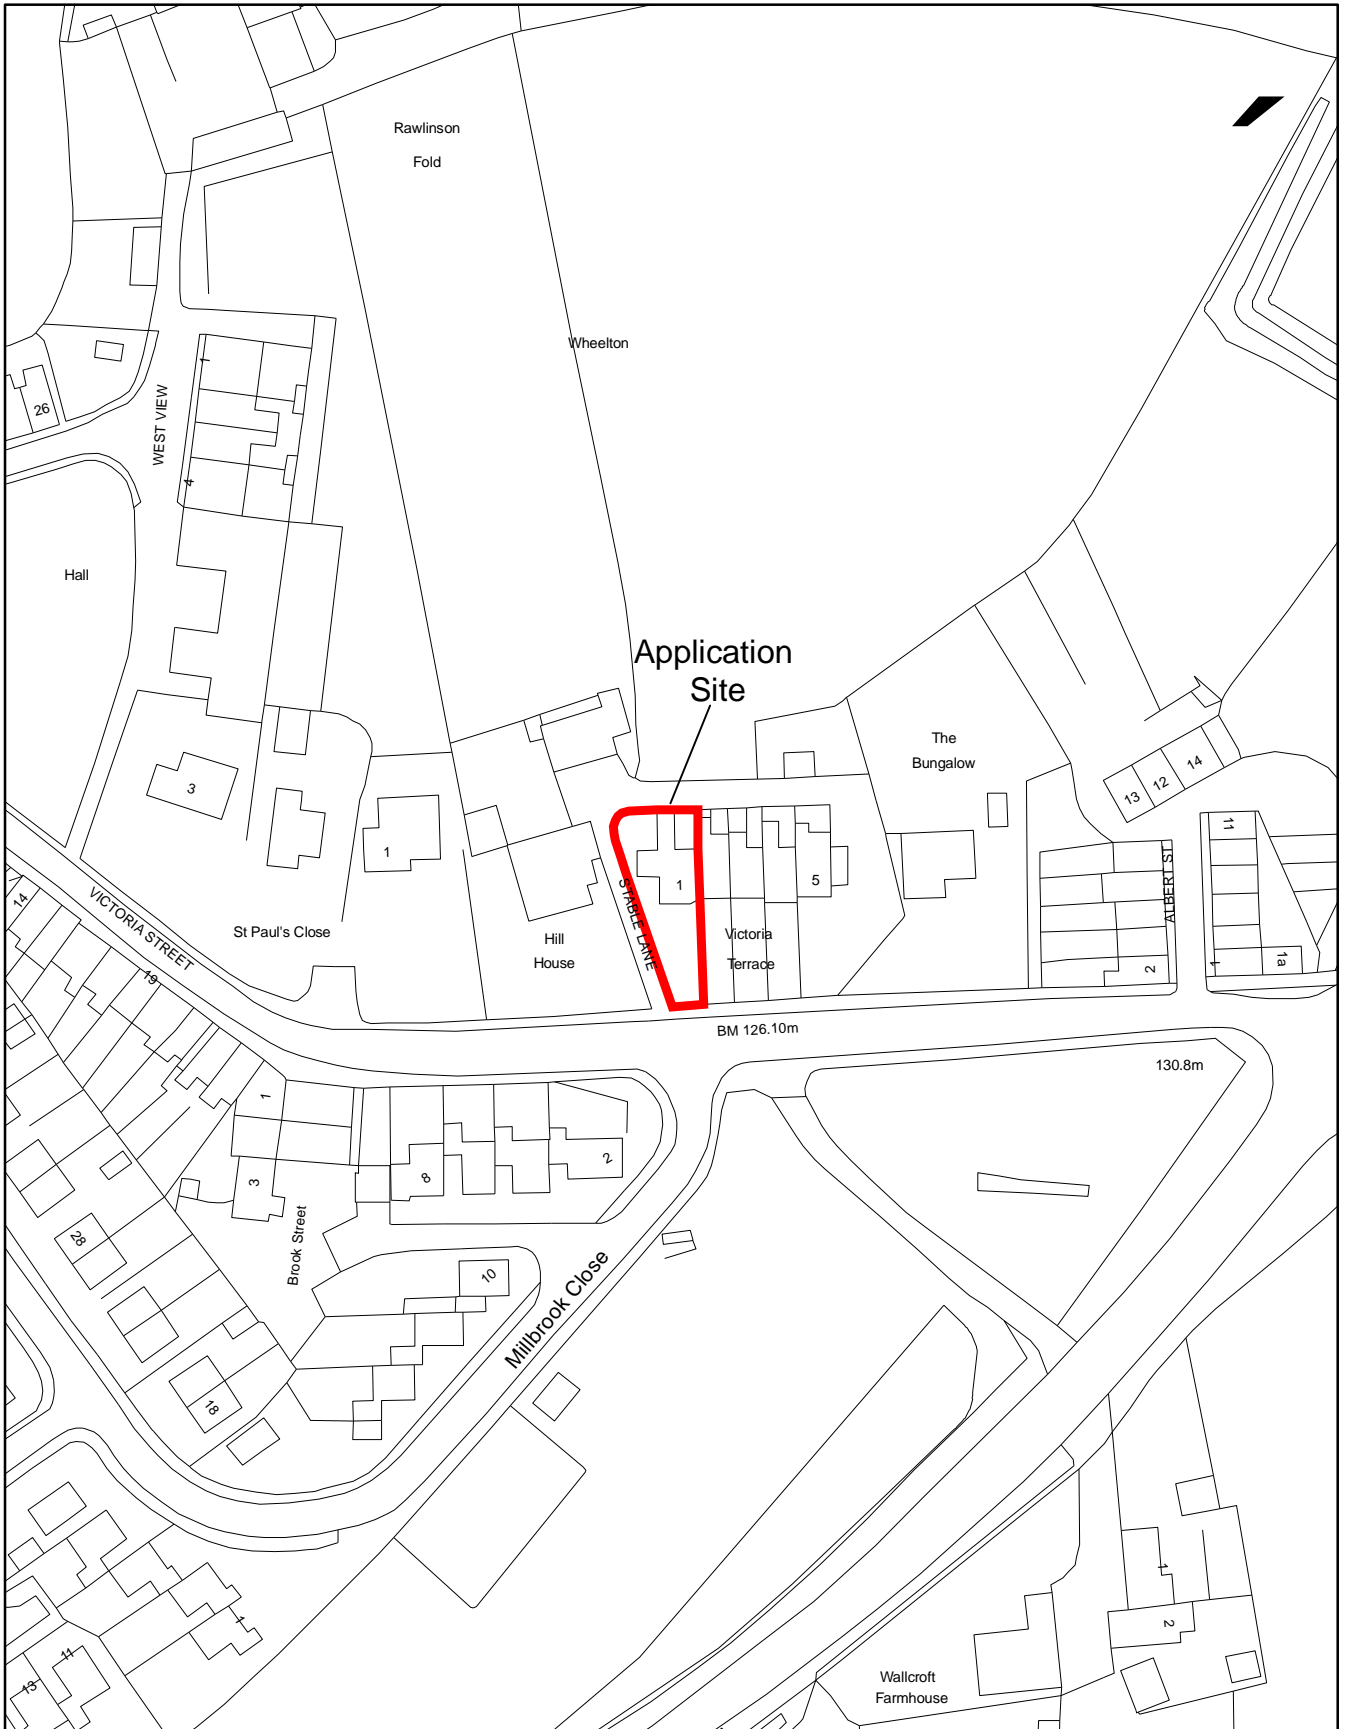 Rawlinson
Fold
Wheelton
1
WEST VIEW
26
4
Hall
Application
Site
The
Bungalow
3
1
14
12
13
11
1
5
ALBERT ST
STABLE LANE
14
VICTORIA STREET
St Paul's Close
Hill
House
Victoria
Terrace
19
2
1
1a
BM 126.10m
130.8m
1
8
2
3
28
Brook Street
10
Millbrook Close
18
1
2
1
11
13
Wallcroft
Farmhouse